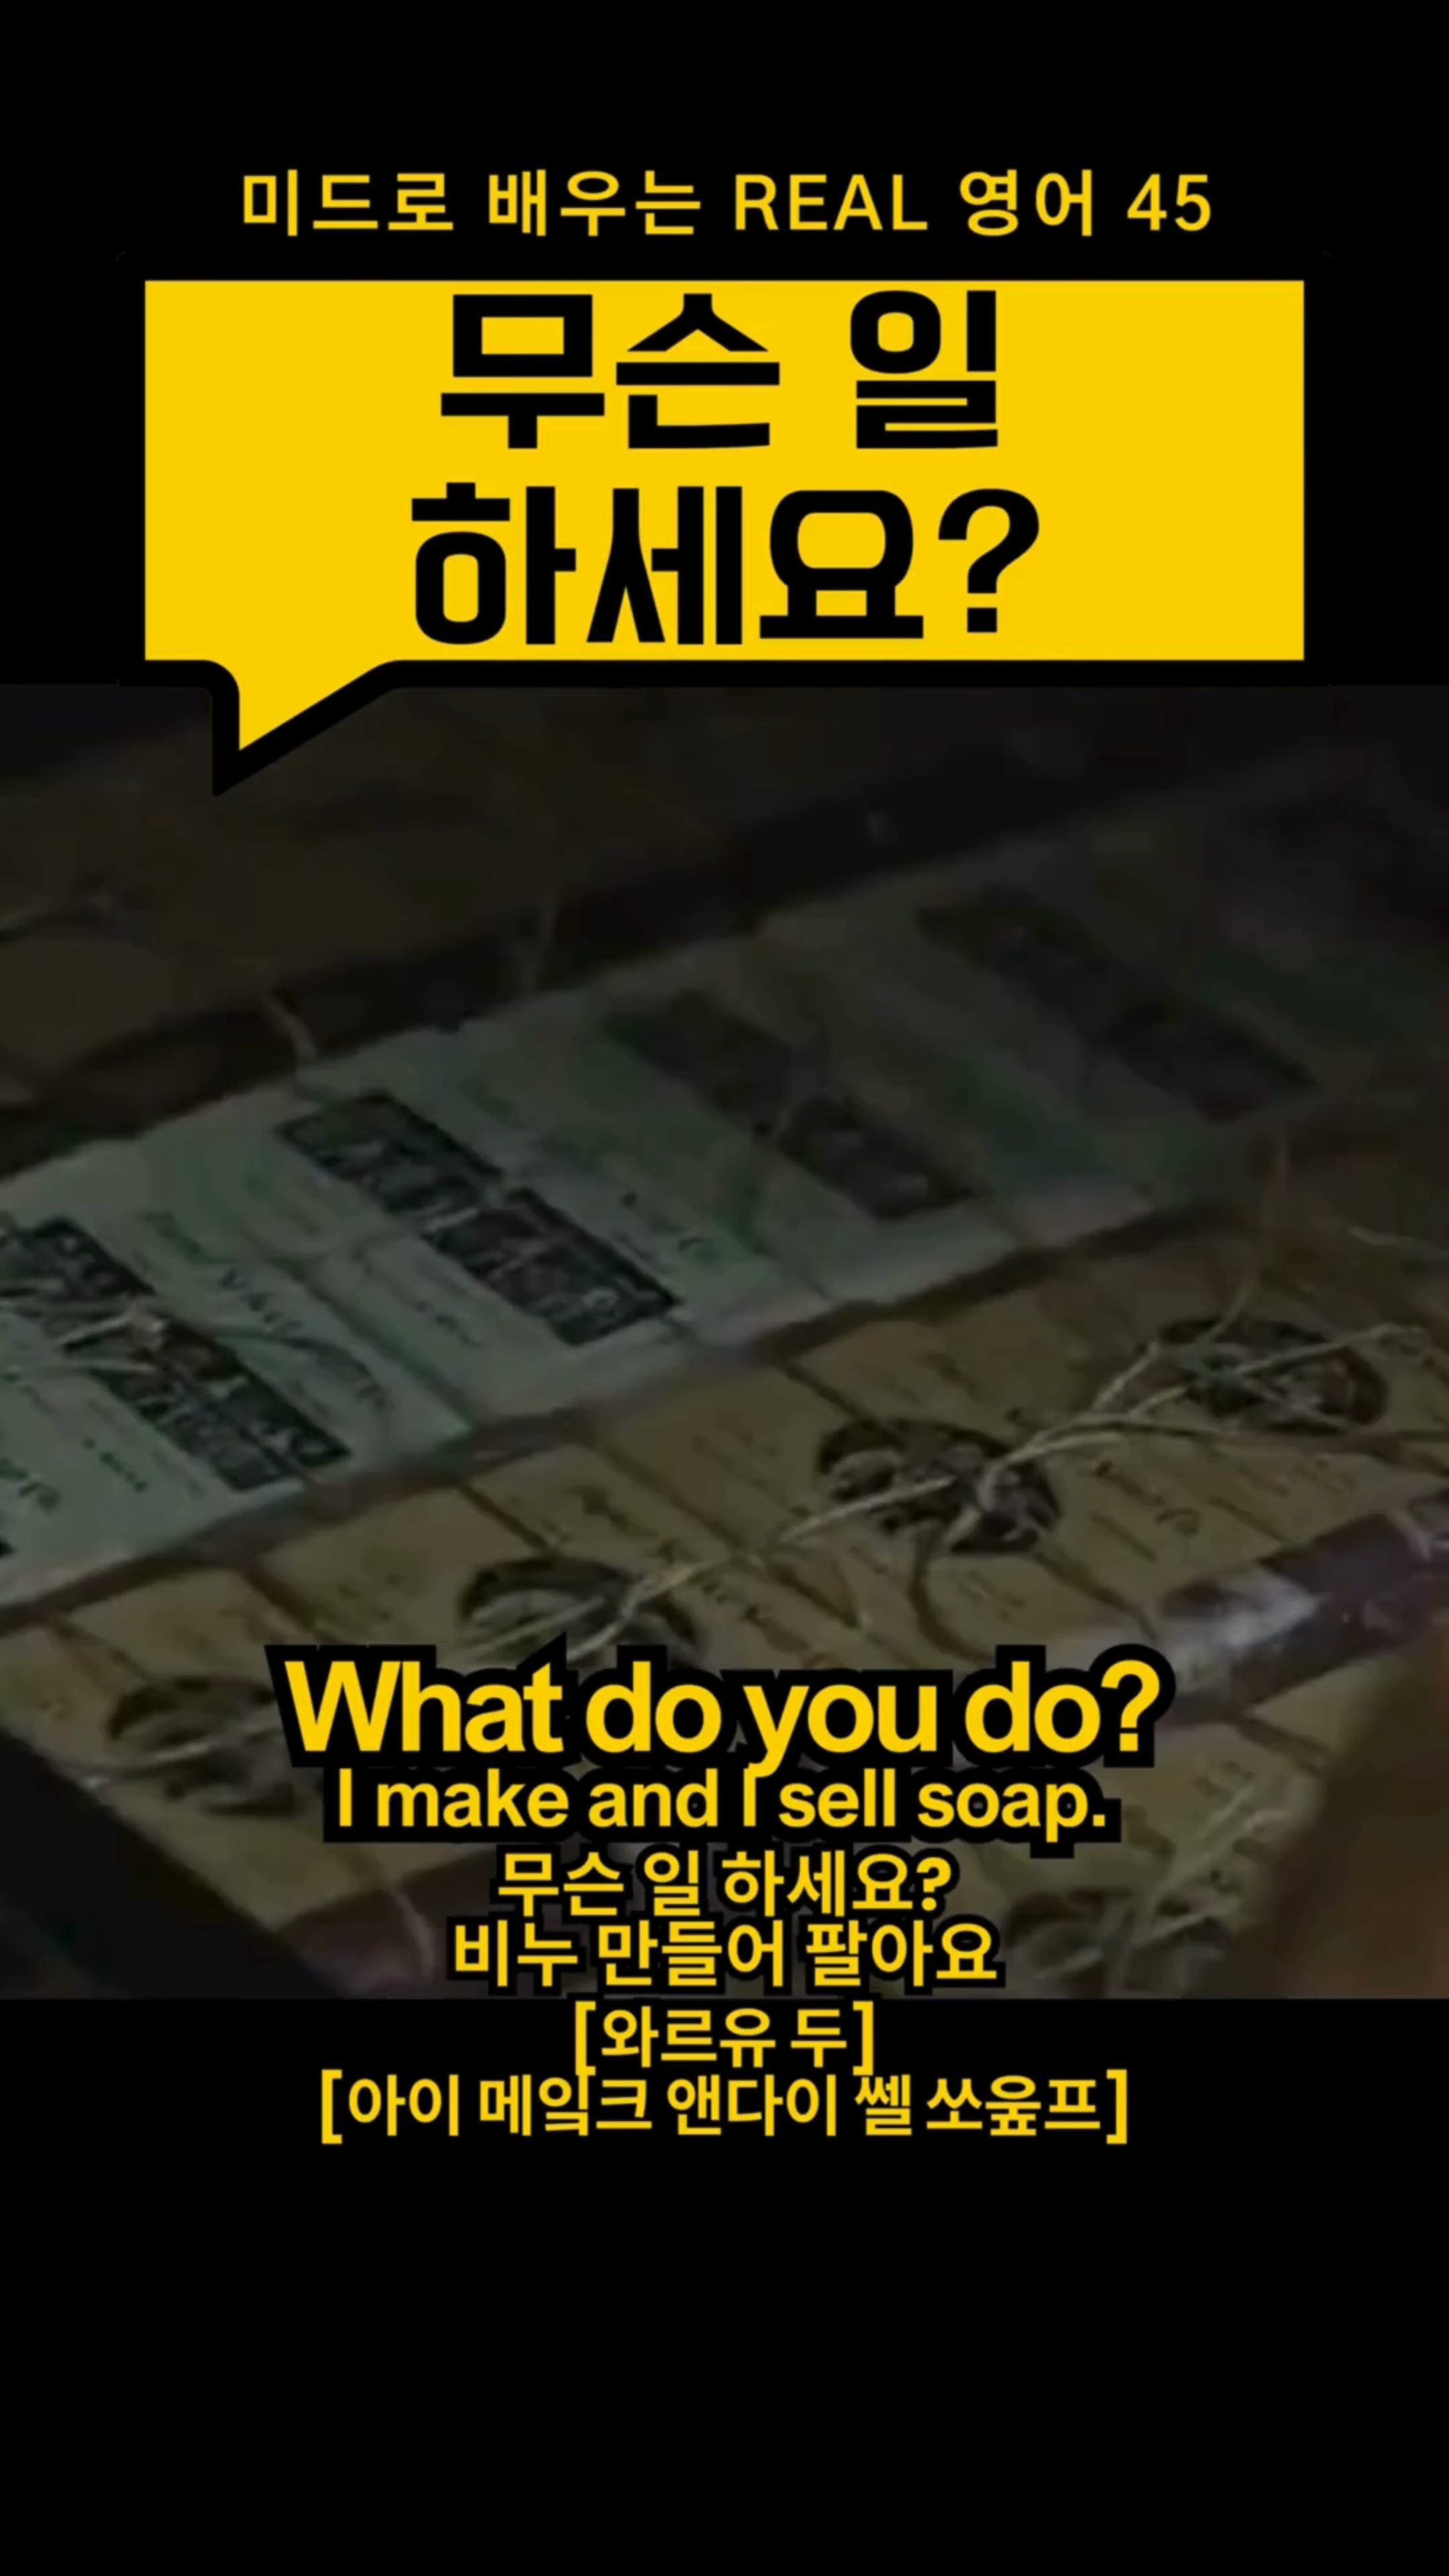 미드로 배우는 REAL 영어 45
무슨 일
하세요?
What do you do?
I make and I sell soap.
무슨 일 하세요?
비누 만들어 팔아요
[와르유 두]
[아이 메잌크 앤다이 쎌 쏘웊프]